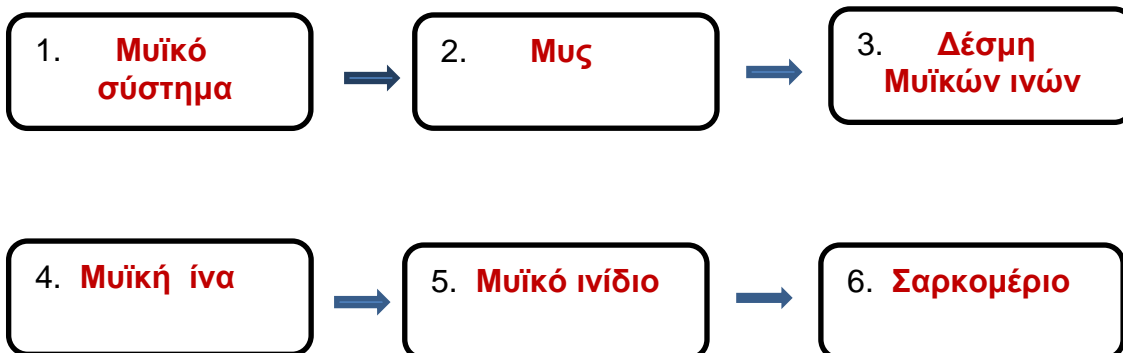 1. Μυϊκό
σύστημα
2. Μυς
3. Δέσμη
Μυϊκών ινών
4. Μυϊκή ίνα
5. Μυϊκό ινίδιο
6. Σαρκομέριο